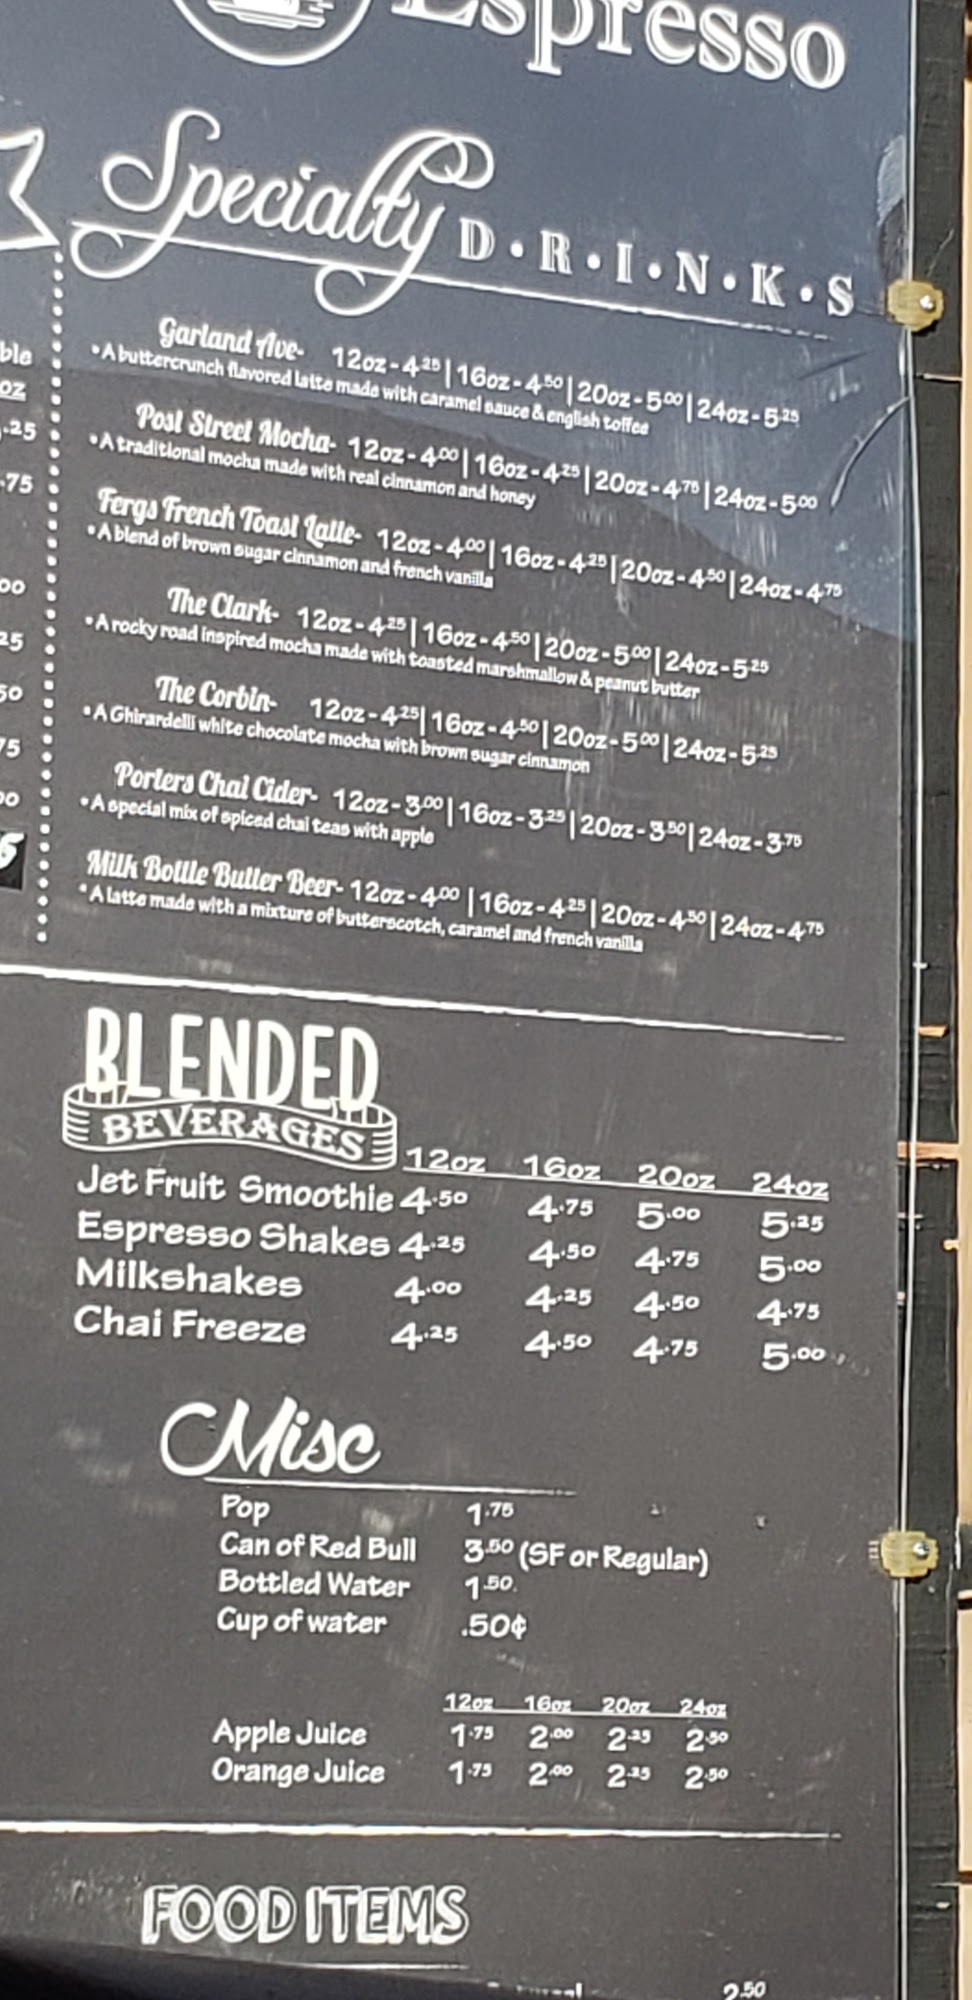 Espresso
Specialty D•R•I•N•K•S
Garland Ave- 12oz-4.25|16oz-4.50|20oz-5.00|24oz-5.25
•A buttercrunch flavored latte made with caramel sauce & english toffee
Post Street Mocha- 12oz-4.00|16oz-4.25|20oz-4.75|24oz-5.00
•A traditional mocha made with real cinnamon and honey
Fergs French Toast Latte- 12oz-4.00|16oz-4.25|20oz-4.50|24oz-4.75
•A blend of brown sugar cinnamon and french vanilla
The Clark- 12oz-4.25|16oz-4.50|20oz-5.00|24oz-5.25
•A rocky road inspired mocha made with toasted marshmallow & peanut butter
The Corbin- 12oz-4.25|16oz-4.50|20oz-5.00|24oz-5.25
•A Ghirardelli white chocolate mocha with brown sugar cinnamon
Porters Chai Cider- 12oz-3.00|16oz-3.25|20oz-3.50|24oz-3.75
•A special mix of spiced chai teas with apple
Milk Bottle Butter Beer- 12oz-4.00|16oz-4.25|20oz-4.50|24oz-4.75
•A latte made with a mixture of butterscotch, caramel and french vanilla
BLENDED
BEVERAGES
12oz 16oz 20oz 24oz
Jet Fruit Smoothie 4.50 4.75 5.00 5.25
Espresso Shakes 4.25 4.50 4.75 5.00
Milkshakes 4.00 4.25 4.50 4.75
Chai Freeze 4.25 4.50 4.75 5.00
Misc
Pop 1.75
Can of Red Bull 3.50 (SF or Regular)
Bottled Water 1.50
Cup of water .50¢
12oz 16oz 20oz 24oz
Apple Juice 1.75 2.00 2.25 2.50
Orange Juice 1.75 2.00 2.25 2.50
FOOD ITEMS
2.50